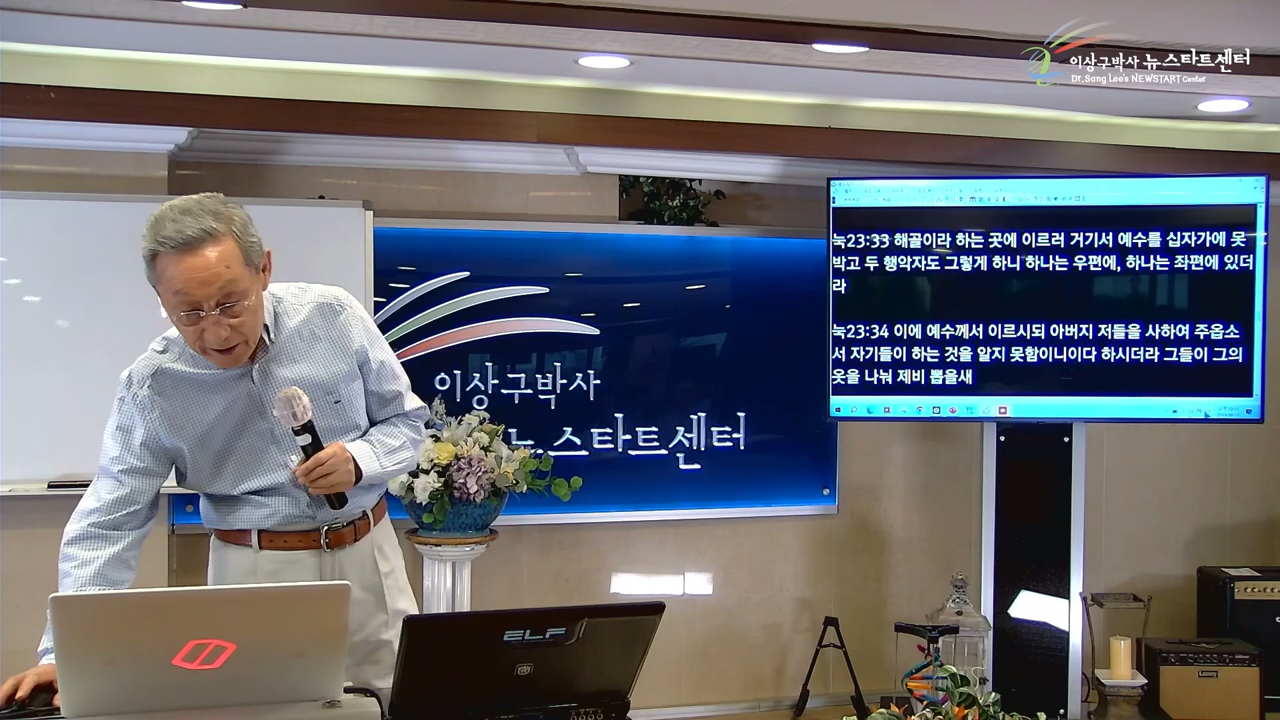 이상구박사 뉴스타트센터
Dr.Sang Lee's NEWSTART Center
눅23:33 해골이라 하는 곳에 이르러 거기서 예수를 십자가에 못
박고 두 행악자도 그렇게 하니 하나는 우편에, 하나는 좌편에 있더
라
눅23:34 이에 예수께서 이르시되 아버지 저들을 사하여 주옵소
서 자기들이 하는 것을 알지 못함이니이다 하시더라 그들이 그의
옷을 나눠 제비 뽑을새
이상구박사
뉴스타트센터
ELF
Laney